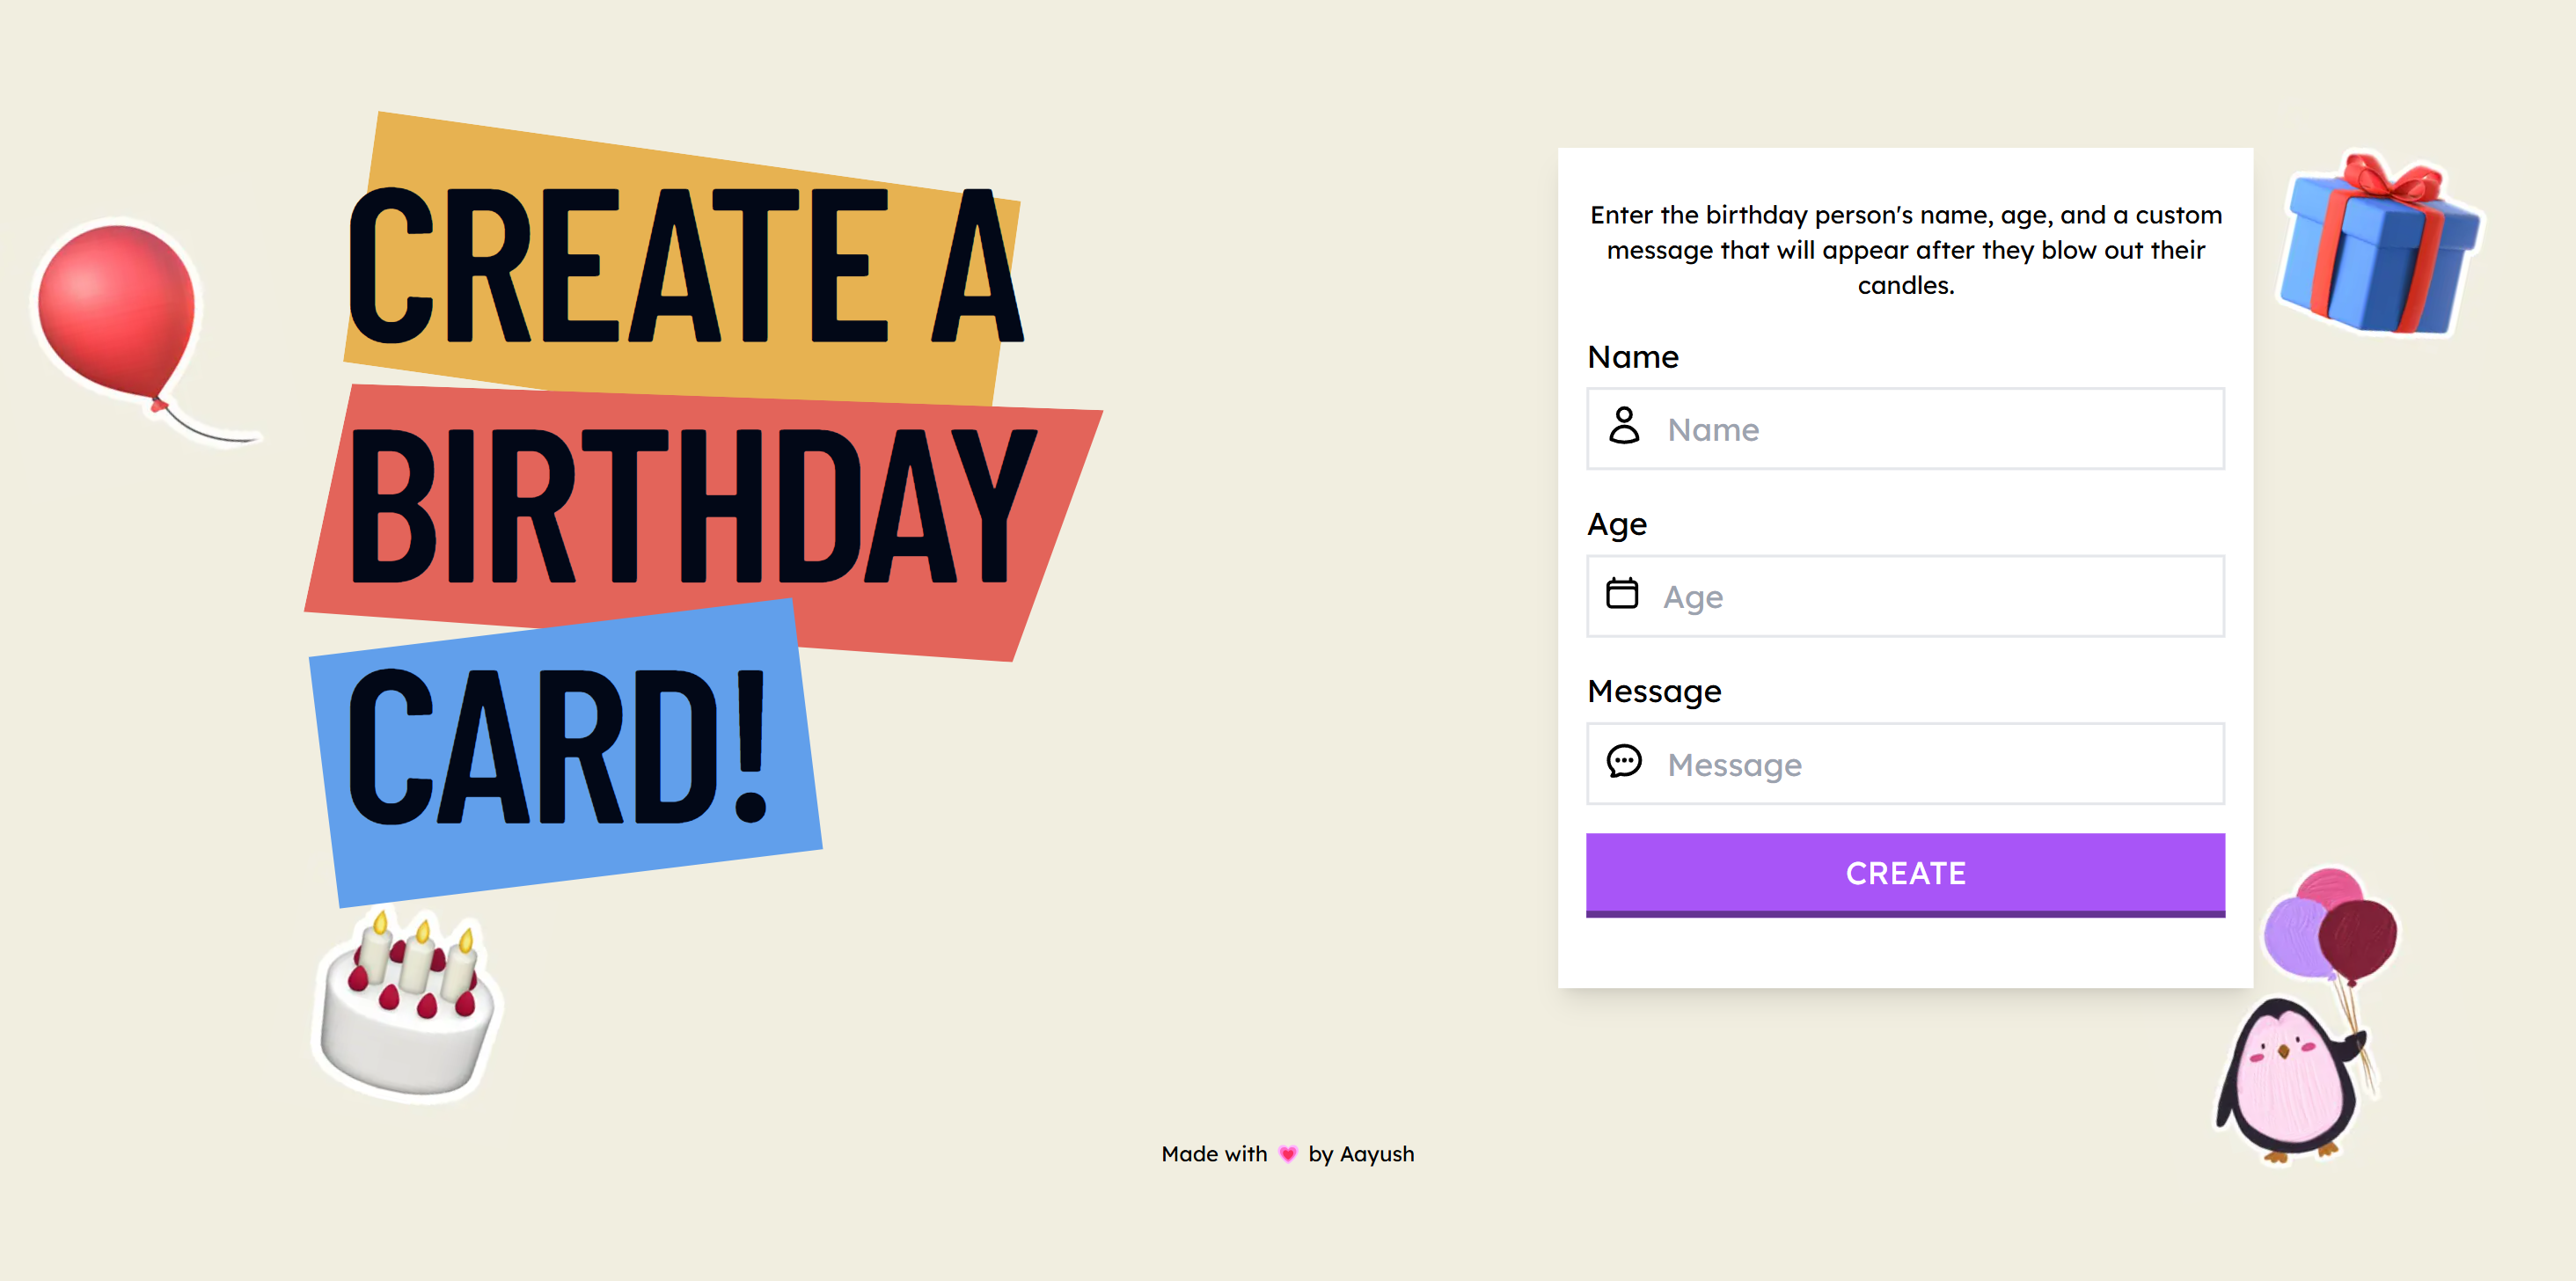 CREATE A
BIRTHDAY
CARD!
Enter the birthday person's name, age, and a custom
message that will appear after they blow out their
candles.
Name
Name
Age
Age
Message
Message
CREATE
Made with 💗 by Aayush